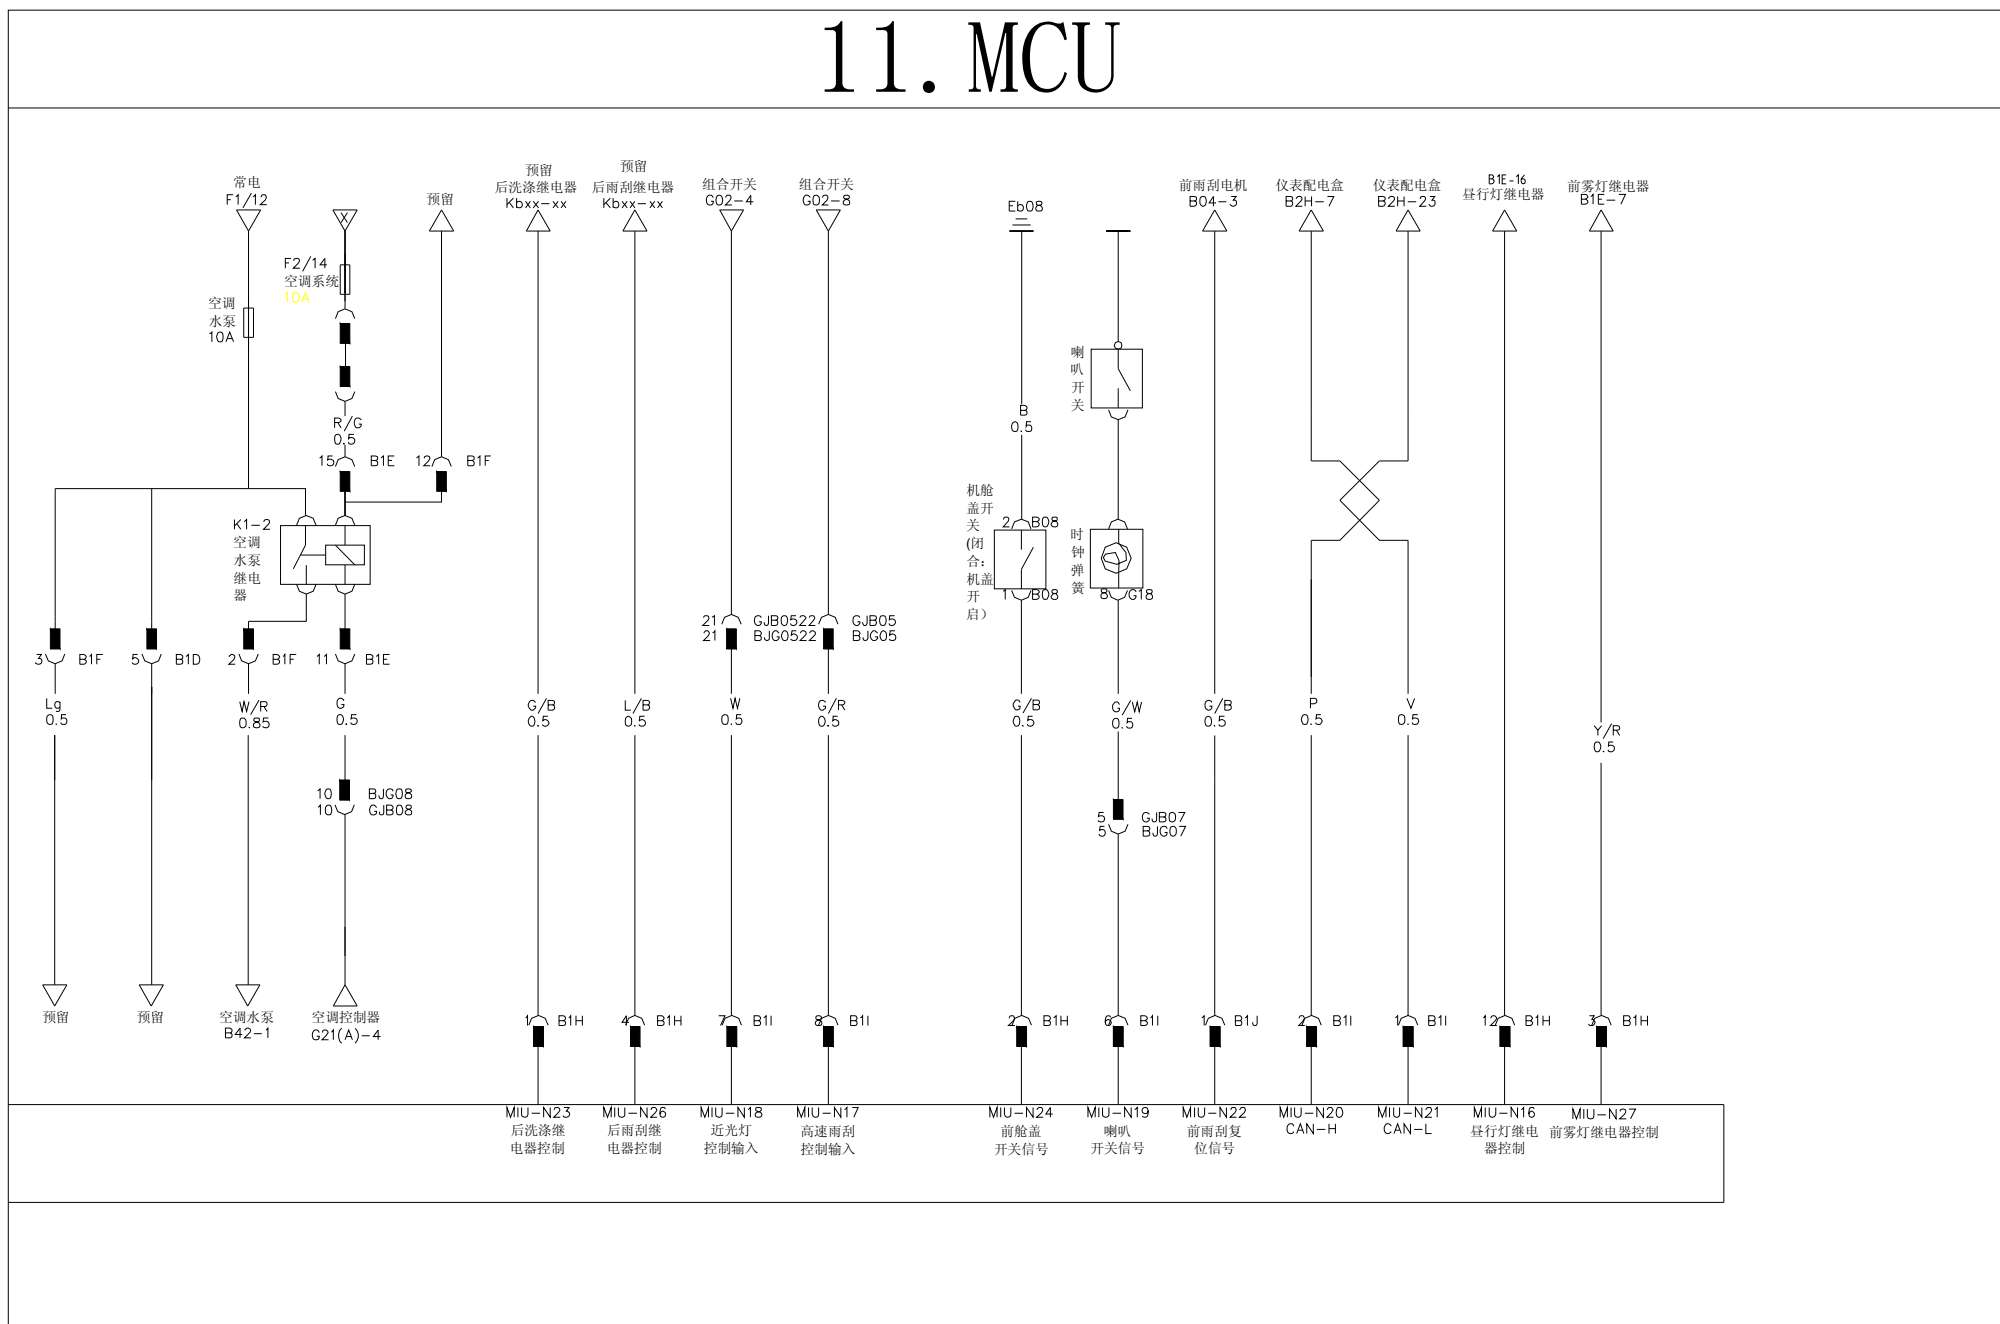 11.MCU
常电
F1/12
X
预留
预留
后洗涤继电器
Kbxx-xx
预留
后雨刮继电器
Kbxx-xx
组合开关
G02-4
组合开关
G02-8
Eb08
前雨刮电机
B04-3
仪表配电盒
B2H-7
仪表配电盒
B2H-23
B1E-16
昼行灯继电器
前雾灯继电器
B1E-7
F2/14
空调系统
10A
空调
水泵
10A
喇
叭
开
关
R/G
0.5
B
0.5
15 B1E
12 B1F
K1-2
空调
水泵
继电
器
机舱
盖开
关
(闭
合:
机盖
开
启）
2 B08
1 B08
时
钟
弹
簧
8 G18
21 GJB0522 GJB05
21 BJG0522 BJG05
3 B1F
5 B1D
2 B1F
11 B1E
Lg
0.5
W/R
0.85
G
0.5
G/B
0.5
L/B
0.5
W
0.5
G/R
0.5
G/B
0.5
G/W
0.5
G/B
0.5
P
0.5
V
0.5
Y/R
0.5
10 BJG08
10 GJB08
5 GJB07
5 BJG07
预留
预留
空调水泵
B42-1
空调控制器
G21(A)-4
1 B1H
4 B1H
7 B1I
8 B1I
2 B1H
6 B1I
1 B1J
2 B1I
1 B1I
12 B1H
3 B1H
MIU-N23
后洗涤继
电器控制
MIU-N26
后雨刮继
电器控制
MIU-N18
近光灯
控制输入
MIU-N17
高速雨刮
控制输入
MIU-N24
前舱盖
开关信号
MIU-N19
喇叭
开关信号
MIU-N22
前雨刮复
位信号
MIU-N20
CAN-H
MIU-N21
CAN-L
MIU-N16
昼行灯继电
器控制
MIU-N27
前雾灯继电器控制